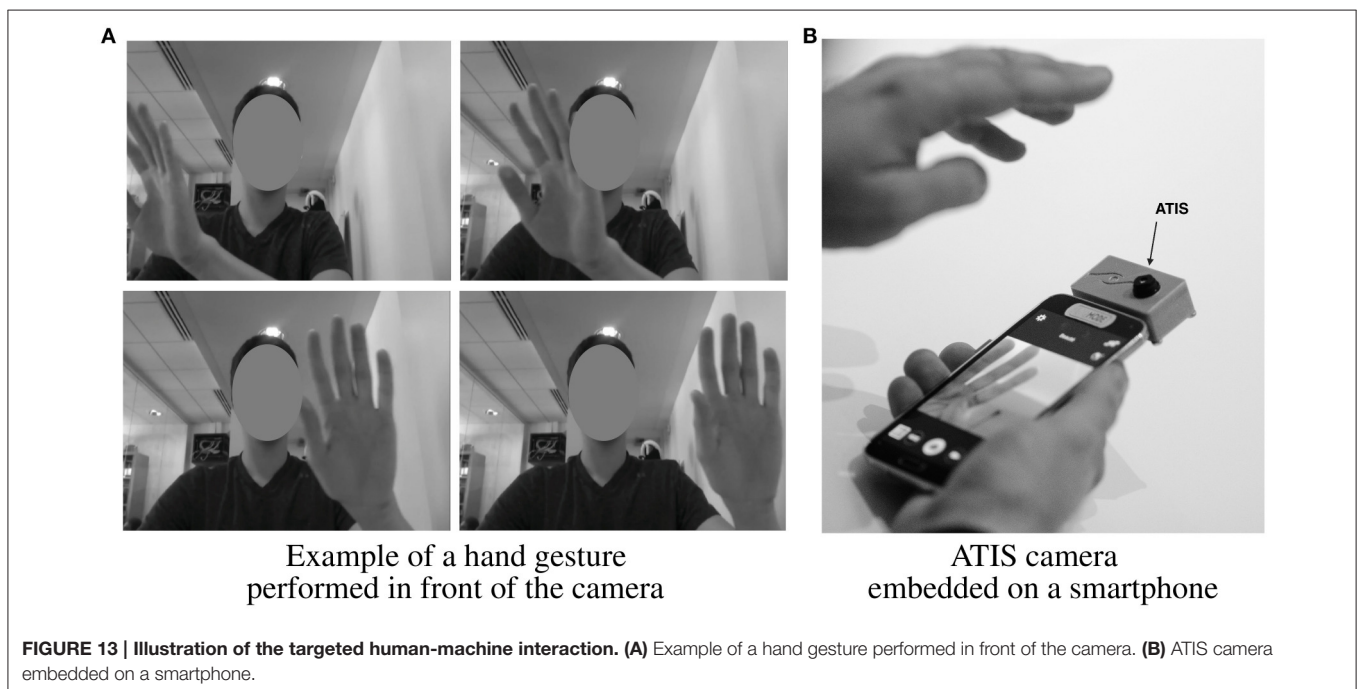 A
B
ATIS
Example of a hand gesture
performed in front of the camera
ATIS camera
embedded on a smartphone
FIGURE 13 | Illustration of the targeted human-machine interaction. (A) Example of a hand gesture performed in front of the camera. (B) ATIS camera
embedded on a smartphone.